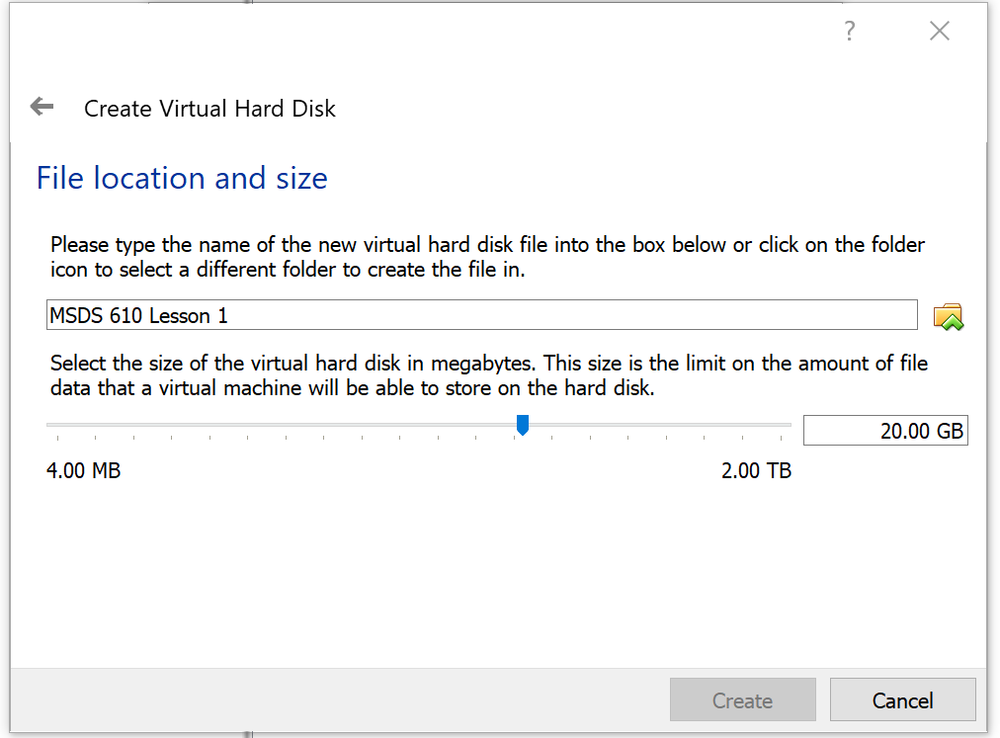 ?
Create Virtual Hard Disk
File location and size
Please type the name of the new virtual hard disk file into the box below or click on the folder
icon to select a different folder to create the file in.
MSDS 610 Lesson 1
Select the size of the virtual hard disk in megabytes. This size is the limit on the amount of file
data that a virtual machine will be able to store on the hard disk.
20.00 GB
4.00 MB 2.00 TB
Create Cancel